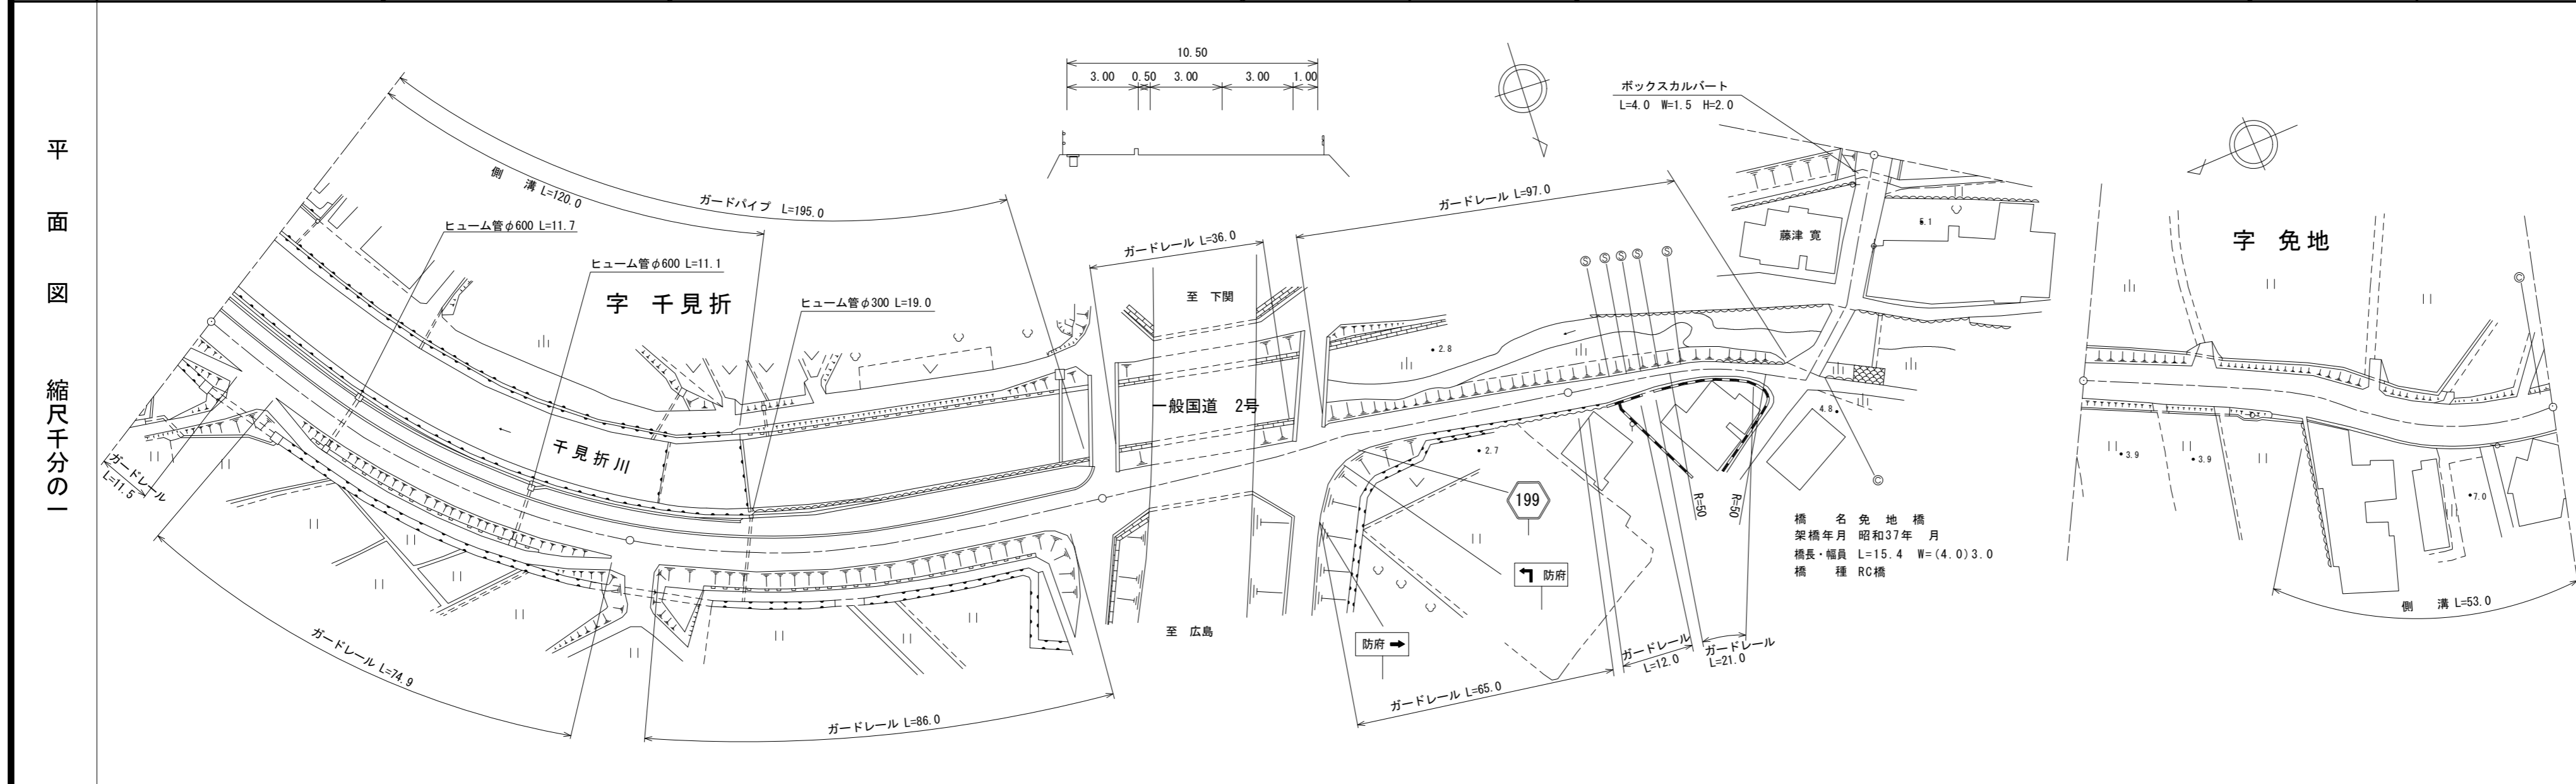 平面図 縮尺千分の一
10.50
3.00 0.50 3.00 3.00 1.00
ガードパイプ L=195.0
側 溝 L=120.0
ヒューム管φ600 L=11.7
ヒューム管φ600 L=11.1
ヒューム管φ300 L=19.0
字 千見折
千見折川
ガードレール
L=11.5
ガードレール L=74.9
ガードレール L=86.0
ガードレール L=36.0
至 下関
一般国道 2号
至 広島
ガードレール L=97.0
Ⓢ Ⓢ Ⓢ Ⓢ Ⓢ
ボックスカルバート
L=4.0 W=1.5 H=2.0
藤津 寛
2.8
2.7
4.8
199
防府
防府
ガードレール L=65.0
ガードレール
L=12.0
ガードレール
L=21.0
R=50
R=50
Ⓒ
橋 名 免 地 橋
架橋年月 昭和37年 月
橋長・幅員 L=15.4 W=(4.0)3.0
橋 種 RC橋
字 免地
Ⓒ
3.9
3.9
7.0
側 溝 L=53.0